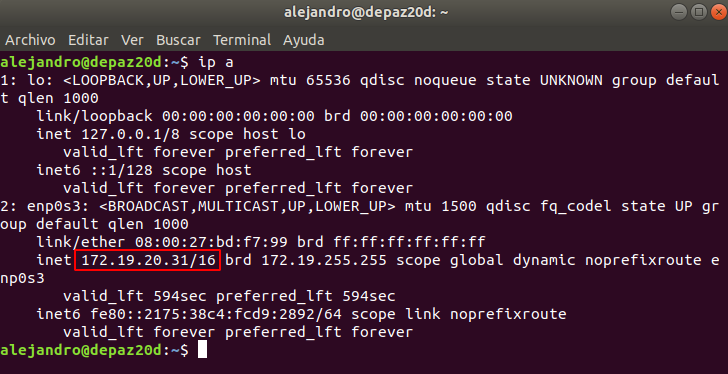 alejandro@depaz20d: ~
Archivo Editar Ver Buscar Terminal Ayuda
alejandro@depaz20d:~$ ip a
1: lo: <LOOPBACK,UP,LOWER_UP> mtu 65536 qdisc noqueue state UNKNOWN group defaul
t qlen 1000
    link/loopback 00:00:00:00:00:00 brd 00:00:00:00:00:00
    inet 127.0.0.1/8 scope host lo
       valid_lft forever preferred_lft forever
    inet6 ::1/128 scope host
       valid_lft forever preferred_lft forever
2: enp0s3: <BROADCAST,MULTICAST,UP,LOWER_UP> mtu 1500 qdisc fq_codel state UP gr
oup default qlen 1000
    link/ether 08:00:27:bd:f7:99 brd ff:ff:ff:ff:ff:ff
    inet 172.19.20.31/16 brd 172.19.255.255 scope global dynamic noprefixroute e
np0s3
       valid_lft 594sec preferred_lft 594sec
    inet6 fe80::2175:38c4:fcd9:2892/64 scope link noprefixroute
       valid_lft forever preferred_lft forever
alejandro@depaz20d:~$